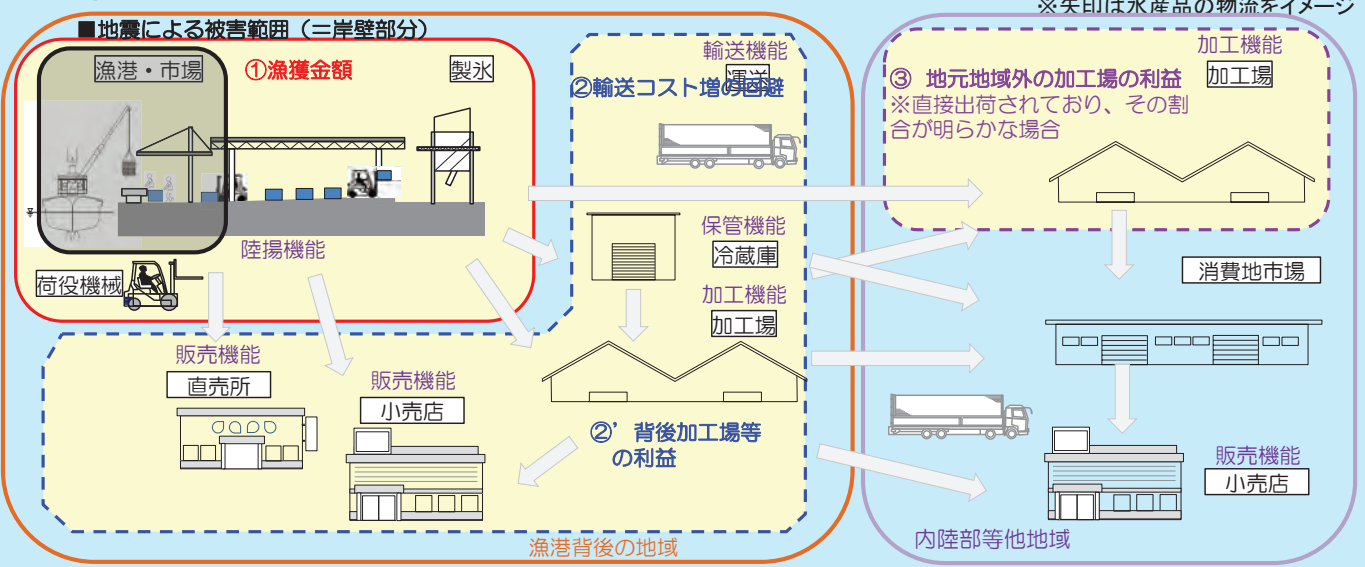 ※矢印は水産品の物流をイメージ
■地震による被害範囲（＝岸壁部分）
漁港・市場
①漁獲金額
製氷
陸揚機能
荷役機械
輸送機能
運送
②輸送コスト増の回避
加工機能
加工場
③ 地元地域外の加工場の利益
※直接出荷されており、その割
合が明らかな場合
保管機能
冷蔵庫
加工機能
加工場
消費地市場
販売機能
直売所
販売機能
小売店
②’背後加工場等
の利益
販売機能
小売店
漁港背後の地域
内陸部等他地域